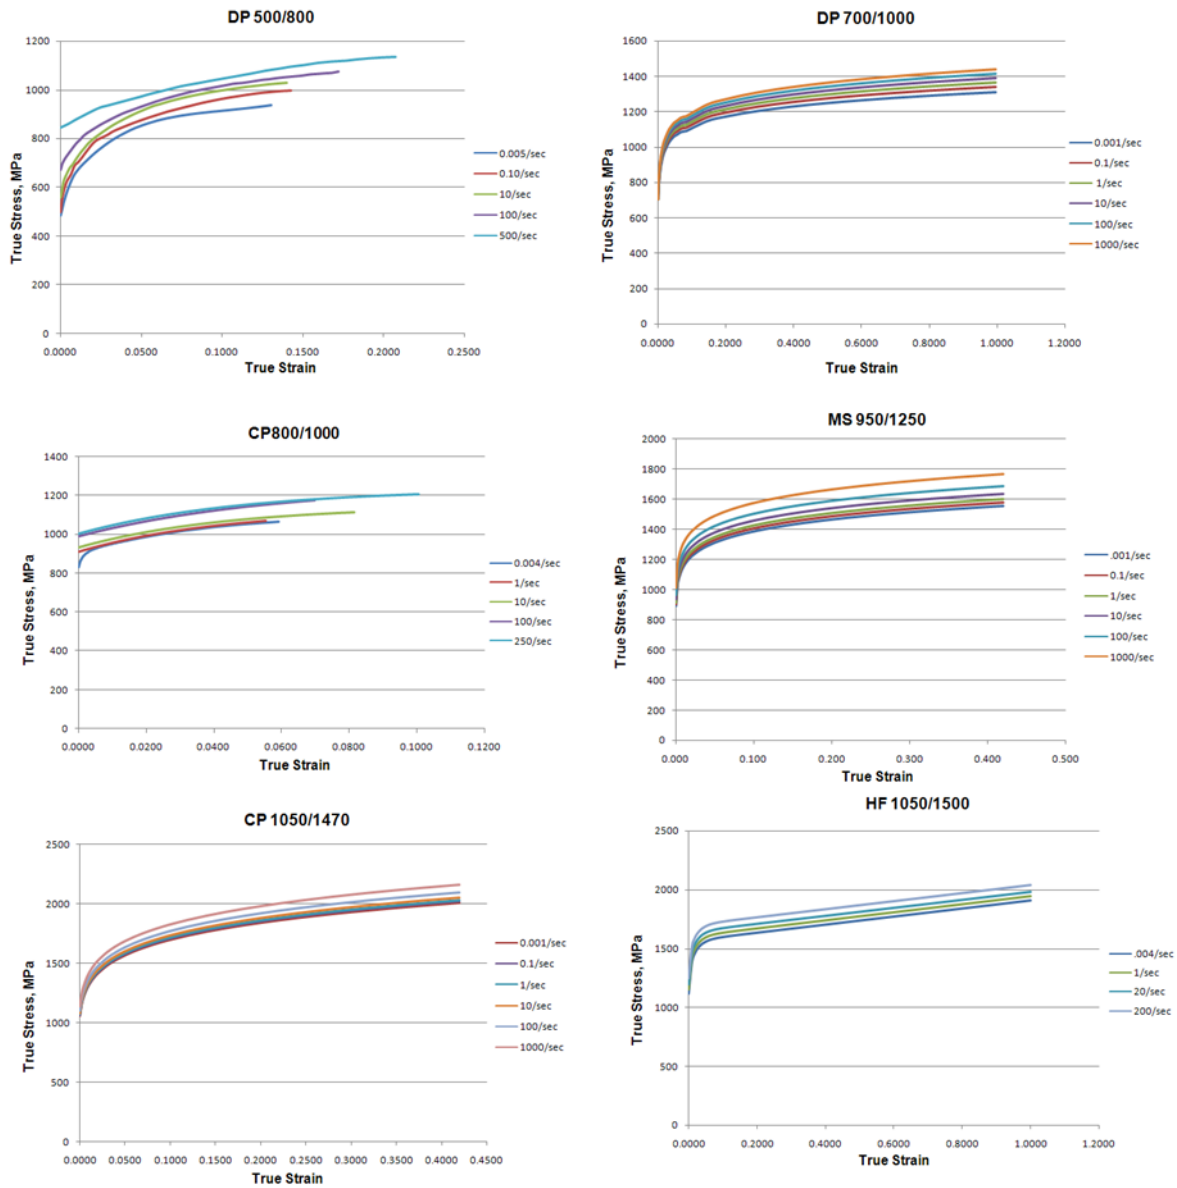 DP 500/800
1200
1000
800
600
400
200
0
0.0000 0.0500 0.1000 0.1500 0.2000 0.2500
True Stress, MPa
True Strain
0.005/sec
0.10/sec
10/sec
100/sec
500/sec
DP 700/1000
1600
1400
1200
1000
800
600
400
200
0
0.0000 0.2000 0.4000 0.6000 0.8000 1.0000 1.2000
True Stress, MPa
True Strain
0.001/sec
0.1/sec
1/sec
10/sec
100/sec
1000/sec
CP800/1000
1400
1200
1000
800
600
400
200
0
0.0000 0.0200 0.0400 0.0600 0.0800 0.1000 0.1200
True Stress, MPa
True Strain
0.004/sec
1/sec
10/sec
100/sec
250/sec
MS 950/1250
2000
1800
1600
1400
1200
1000
800
600
400
200
0
0.000 0.100 0.200 0.300 0.400 0.500
True Stress, MPa
True Strain
.001/sec
0.1/sec
1/sec
10/sec
100/sec
1000/sec
CP 1050/1470
2500
2000
1500
1000
500
0
0.0000 0.0500 0.1000 0.1500 0.2000 0.2500 0.3000 0.3500 0.4000 0.4500
True Stress, MPa
True Strain
0.001/sec
0.1/sec
1/sec
10/sec
100/sec
1000/sec
HF 1050/1500
2500
2000
1500
1000
500
0
0.0000 0.2000 0.4000 0.6000 0.8000 1.0000 1.2000
True Stress, MPa
True Strain
.004/sec
1/sec
20/sec
200/sec